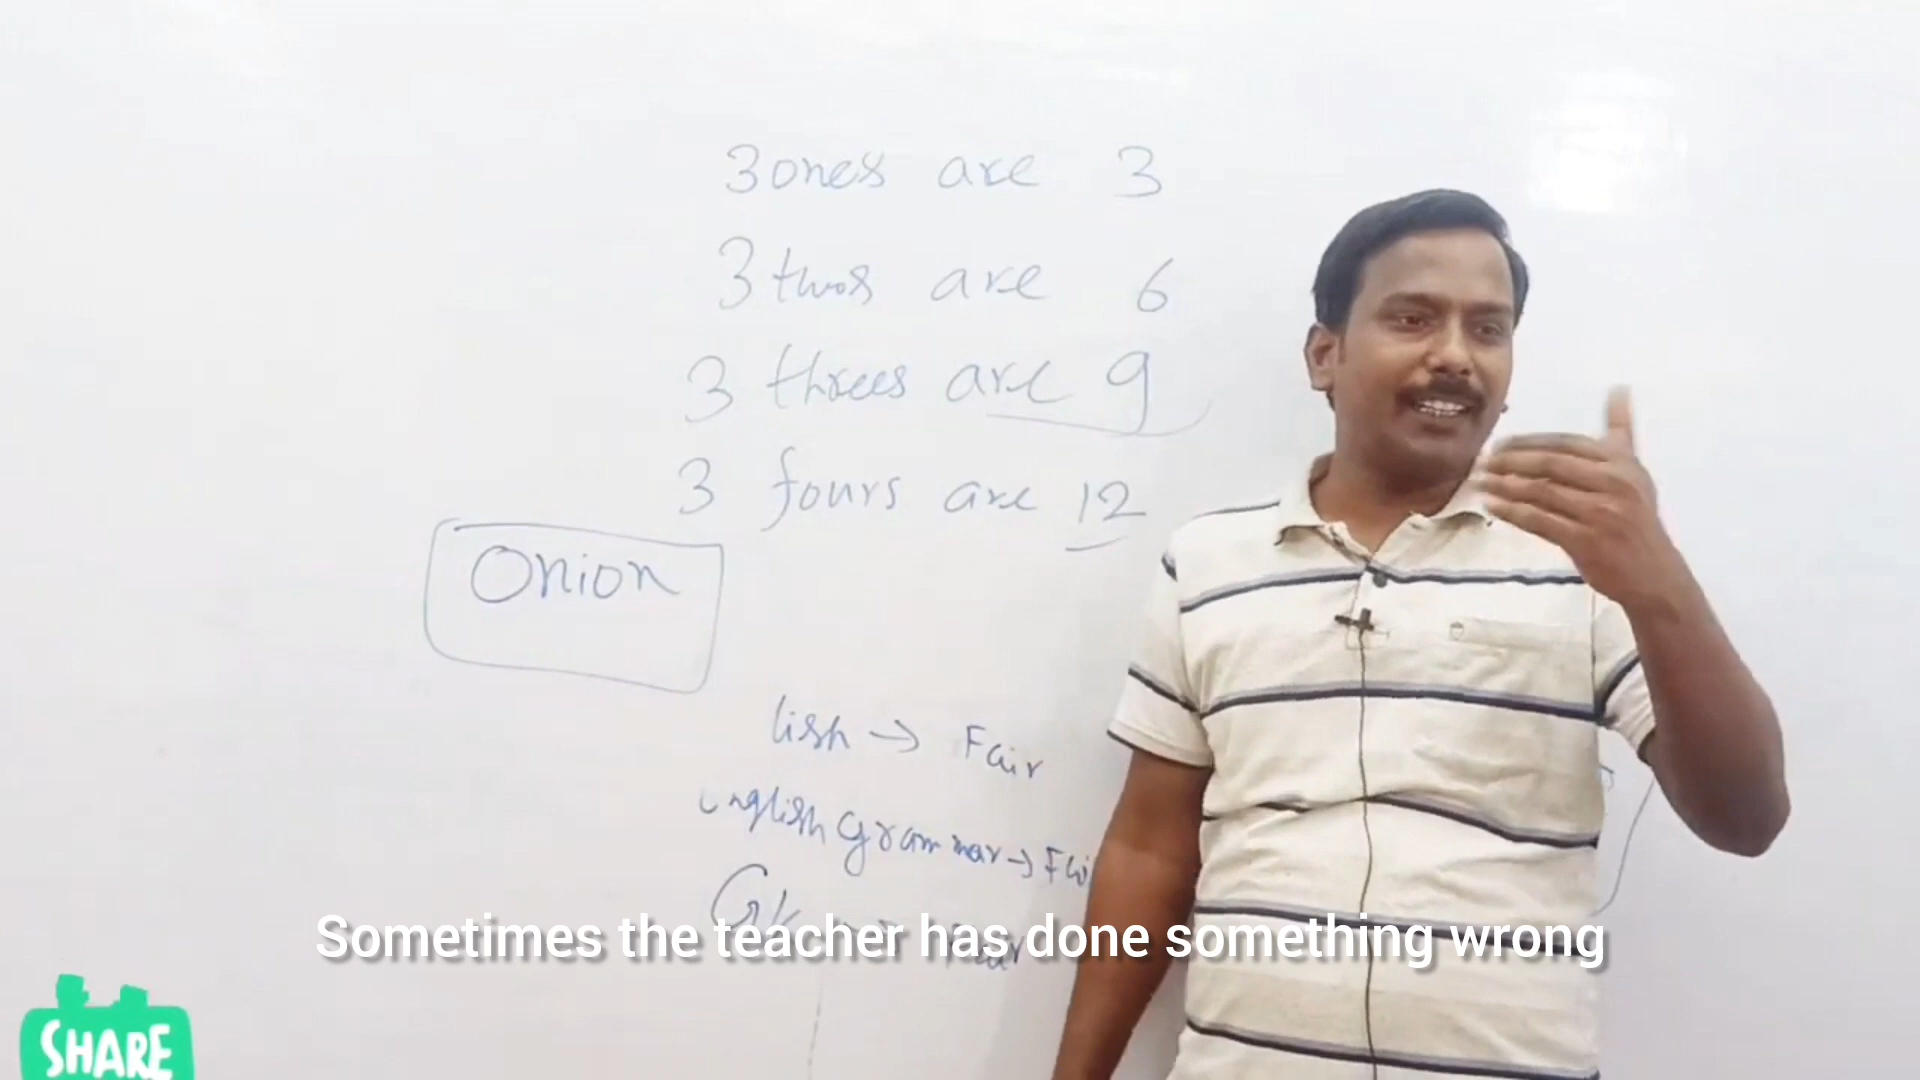 3 ones are 3
3 twos are 6
3 threes are 9
3 fours are 12
Onion
lish → Fair
English grammar → Fai
Gk
Sometimes the teacher has done something wrong
SHARE